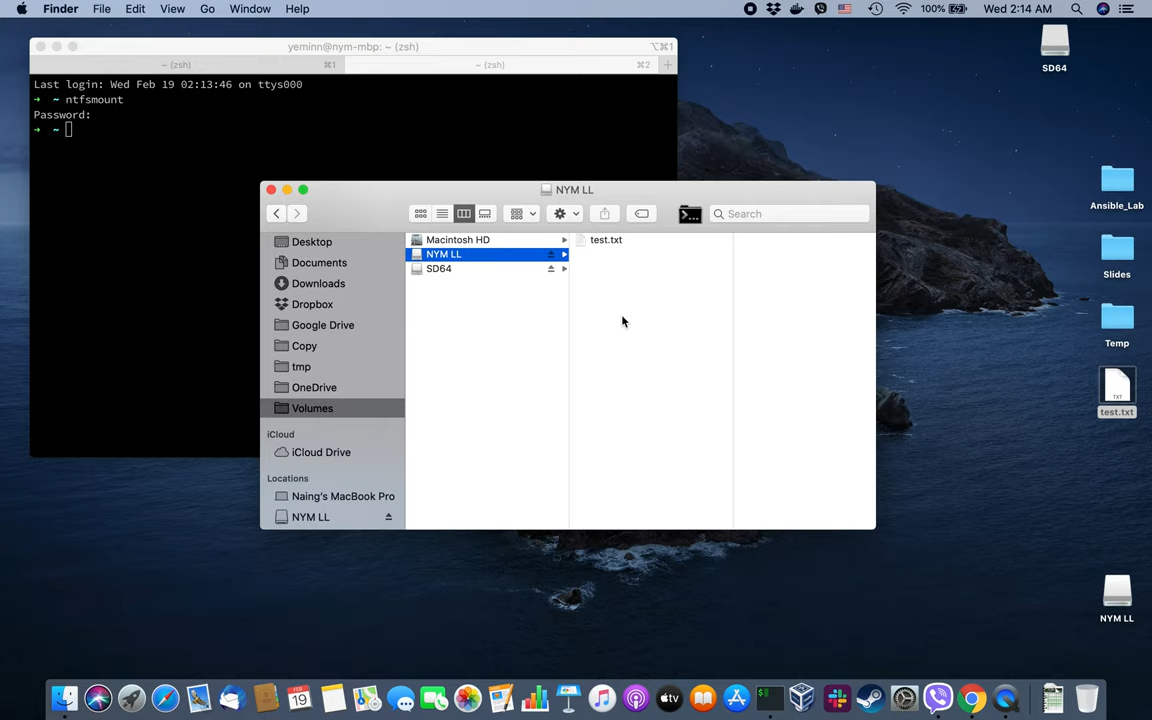 Finder File Edit View Go Window Help 100% Wed 2:14 AM
yeminn@nym-mbp: ~ (zsh) ⌥⌘1
~ (zsh) ⌘1 ~ (zsh) ⌘2 +
Last login: Wed Feb 19 02:13:46 on ttys000
➜ ~ ntfsmount
Password:
➜ ~
SD64
Ansible_Lab
Slides
Temp
TXT
test.txt
NYM LL
NYM LL
Search
Desktop
Documents
Downloads
Dropbox
Google Drive
Copy
tmp
OneDrive
Volumes
iCloud
iCloud Drive
Locations
Naing's MacBook Pro
NYM LL
Macintosh HD
NYM LL
SD64
test.txt
FEB
19
tv